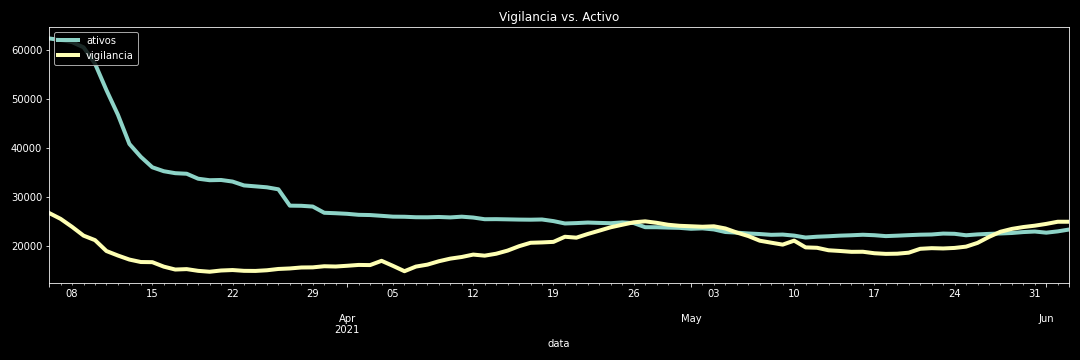 Vigilancia vs. Activo
ativos
vigilancia
60000
50000
40000
30000
20000
08 15 22 29 05 12 19 26 03 10 17 24 31
Apr May Jun
2021
data